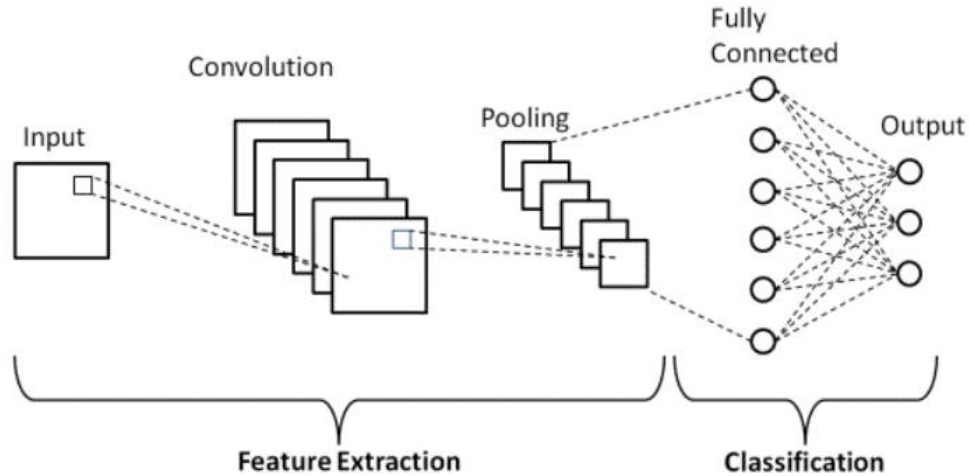 Fully
Connected
Convolution
Pooling
Output
Input
Feature Extraction
Classification